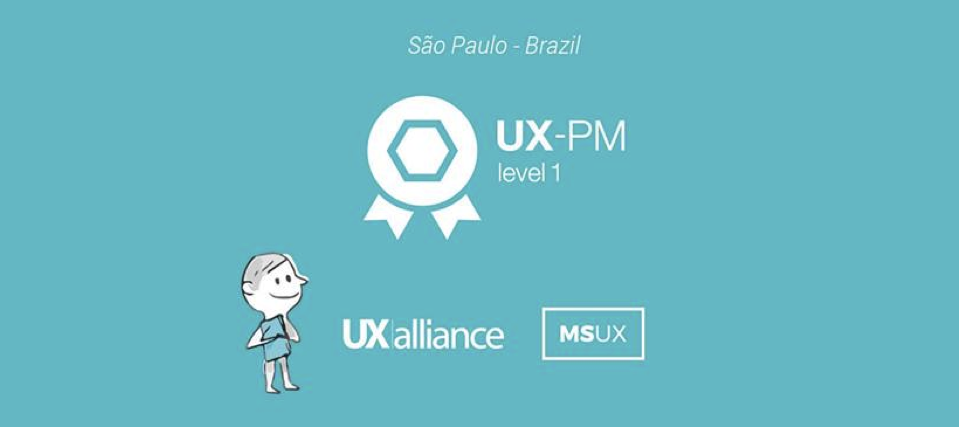 São Paulo - Brazil
UX-PM
level 1
UX|alliance
MSUX